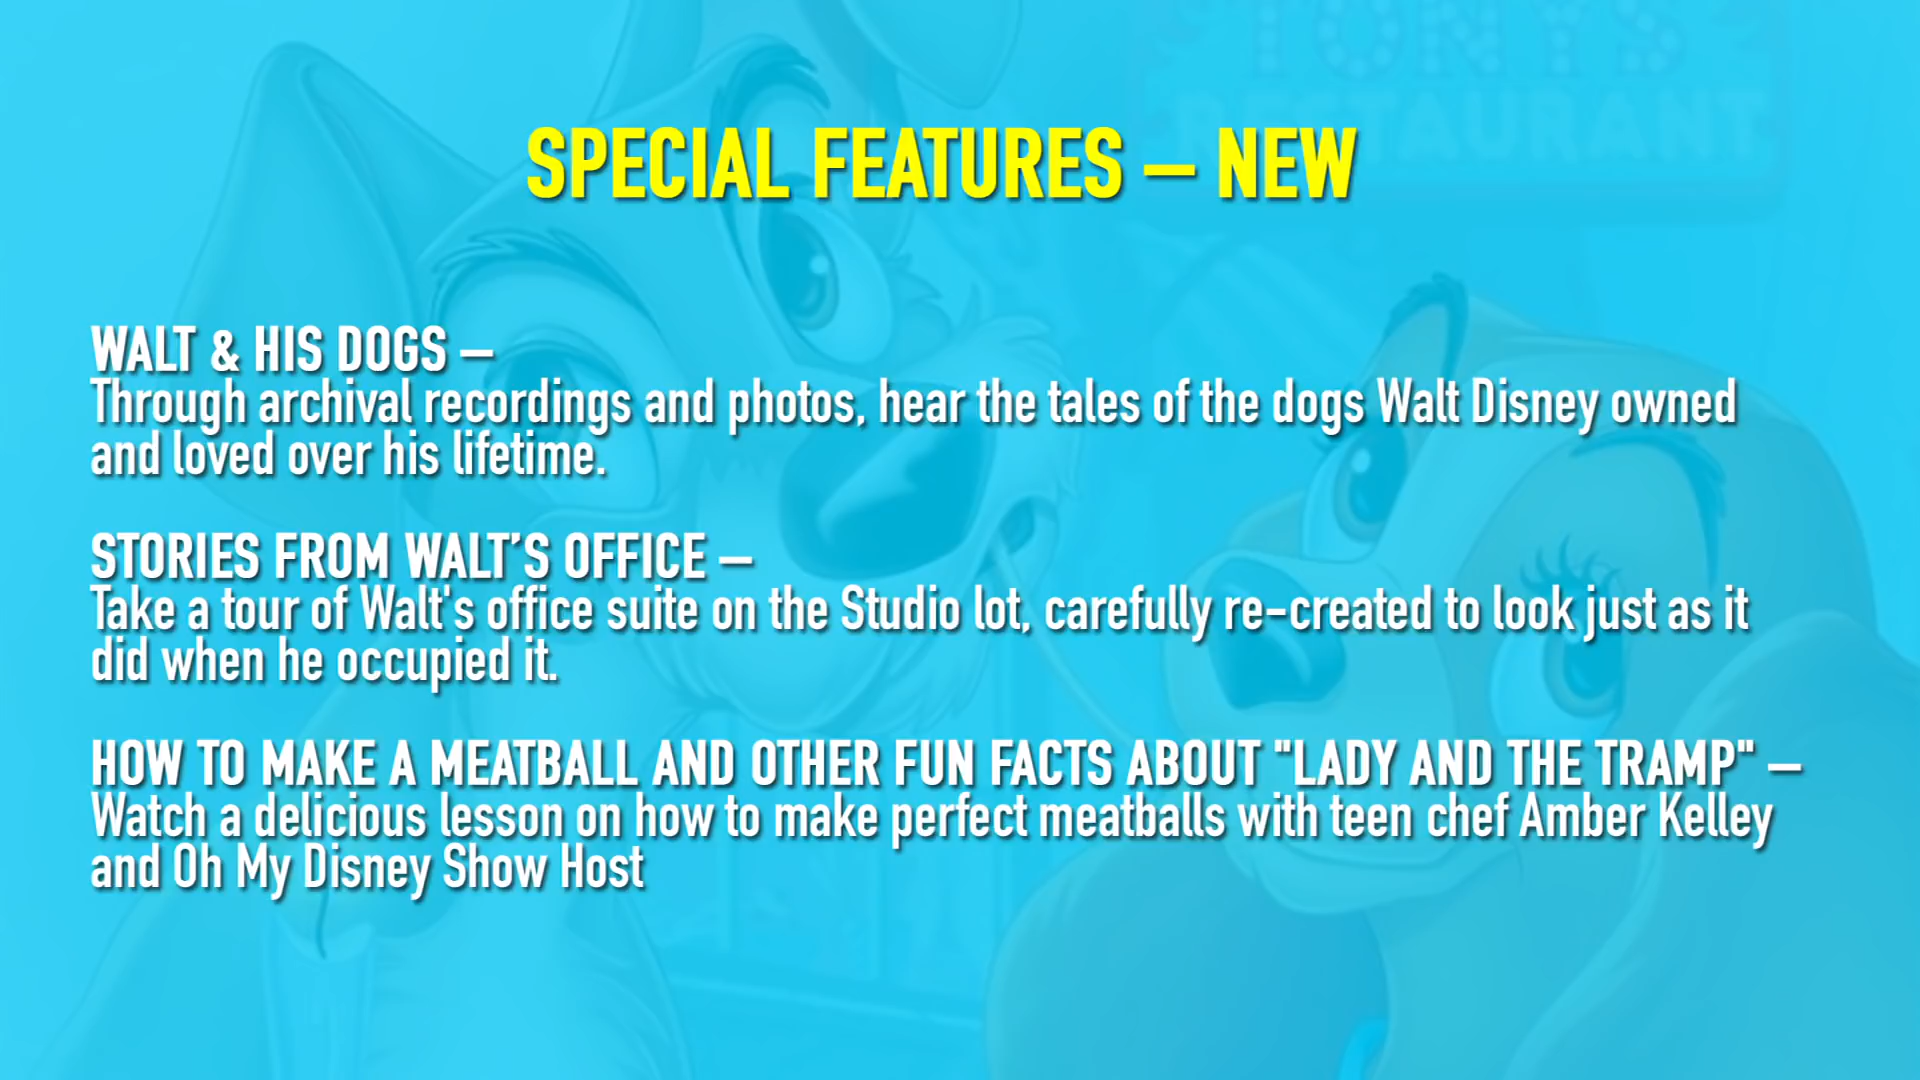 TONY'S
RESTAURANT
SPECIAL FEATURES – NEW
WALT & HIS DOGS –
Through archival recordings and photos, hear the tales of the dogs Walt Disney owned
and loved over his lifetime.
STORIES FROM WALT’S OFFICE –
Take a tour of Walt's office suite on the Studio lot, carefully re-created to look just as it
did when he occupied it.
HOW TO MAKE A MEATBALL AND OTHER FUN FACTS ABOUT "LADY AND THE TRAMP" –
Watch a delicious lesson on how to make perfect meatballs with teen chef Amber Kelley
and Oh My Disney Show Host